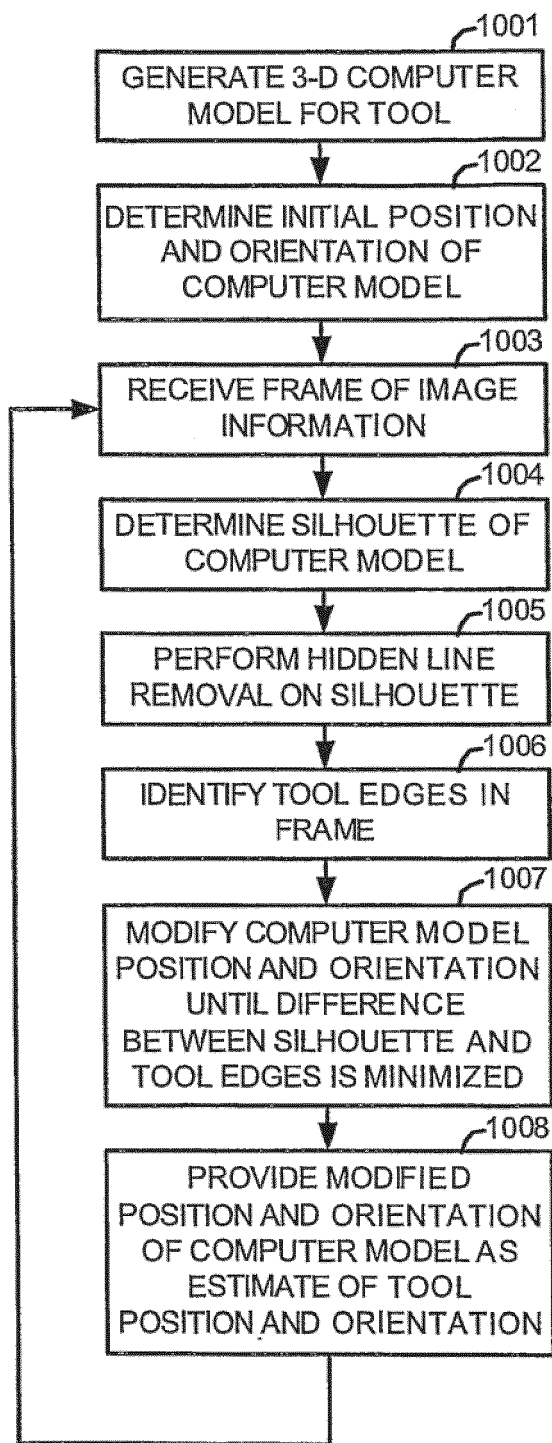 1001
GENERATE 3-D COMPUTER
MODEL FOR TOOL
1002
DETERMINE INITIAL POSITION
AND ORIENTATION OF
COMPUTER MODEL
1003
RECEIVE FRAME OF IMAGE
INFORMATION
1004
DETERMINE SILHOUETTE OF
COMPUTER MODEL
1005
PERFORM HIDDEN LINE
REMOVAL ON SILHOUETTE
1006
IDENTIFY TOOL EDGES IN
FRAME
1007
MODIFY COMPUTER MODEL
POSITION AND ORIENTATION
UNTIL DIFFERENCE
BETWEEN SILHOUETTE AND
TOOL EDGES IS MINIMIZED
1008
PROVIDE MODIFIED
POSITION AND ORIENTATION
OF COMPUTER MODEL AS
ESTIMATE OF TOOL
POSITION AND ORIENTATION